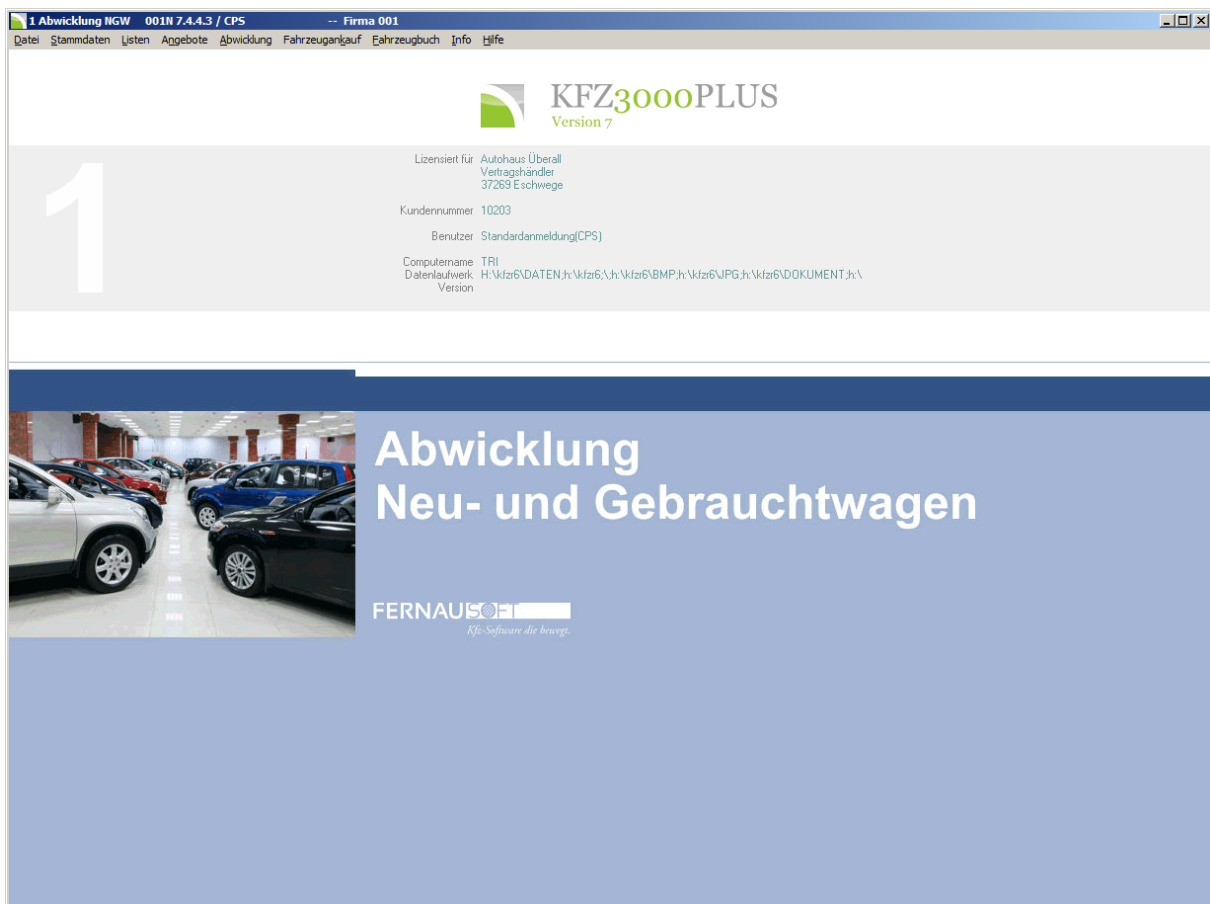 1 Abwicklung NGW 001N 7.4.4.3 / CPS -- Firma 001
Datei Stammdaten Listen Angebote Abwicklung Fahrzeugankauf Fahrzeugbuch Info Hilfe
KFZ3000PLUS
Version 7
1
Lizensiert für Autohaus Überall
Vertragshändler
37269 Eschwege
Kundennummer 10203
Benutzer Standardanmeldung(CPS)
Computername TRI
Datenlaufwerk H:\kfzr6\DATEN;h:\kfzr6;\;h:\kfzr6\BMP;h:\kfzr6\JPG;h:\kfzr6\DOKUMENT;h:\
Version
Abwicklung
Neu- und Gebrauchtwagen
FERNAUSOFT
Kfz-Software die bewegt.